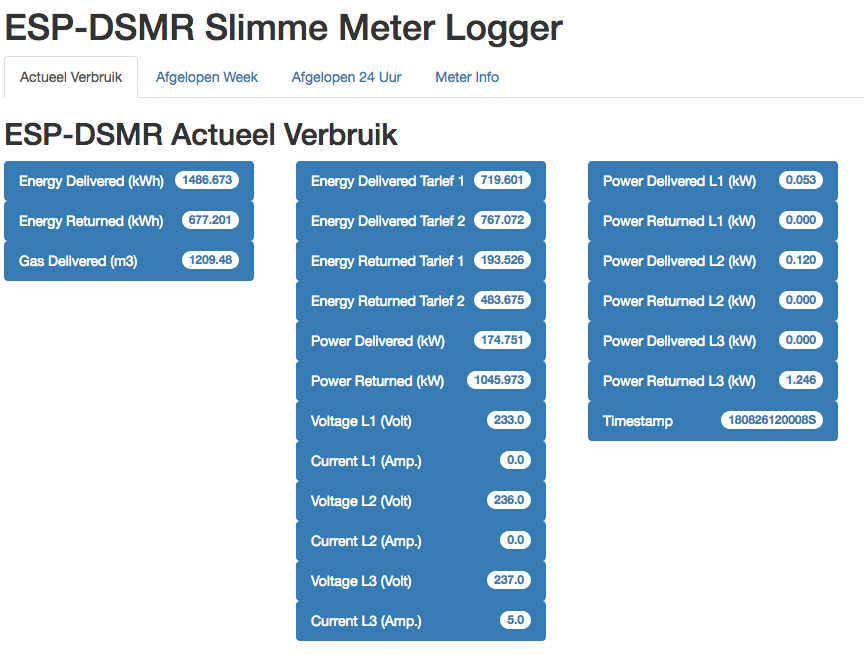 ESP-DSMR Slimme Meter Logger
Actueel Verbruik Afgelopen Week Afgelopen 24 Uur Meter Info
ESP-DSMR Actueel Verbruik
Energy Delivered (kWh) 1486.673
Energy Returned (kWh) 677.201
Gas Delivered (m3) 1209.48
Energy Delivered Tarief 1 719.601
Energy Delivered Tarief 2 767.072
Energy Returned Tarief 1 193.526
Energy Returned Tarief 2 483.675
Power Delivered (kW) 174.751
Power Returned (kW) 1045.973
Voltage L1 (Volt) 233.0
Current L1 (Amp.) 0.0
Voltage L2 (Volt) 236.0
Current L2 (Amp.) 0.0
Voltage L3 (Volt) 237.0
Current L3 (Amp.) 5.0
Power Delivered L1 (kW) 0.053
Power Returned L1 (kW) 0.000
Power Delivered L2 (kW) 0.120
Power Returned L2 (kW) 0.000
Power Delivered L3 (kW) 0.000
Power Returned L3 (kW) 1.246
Timestamp 180826120008S